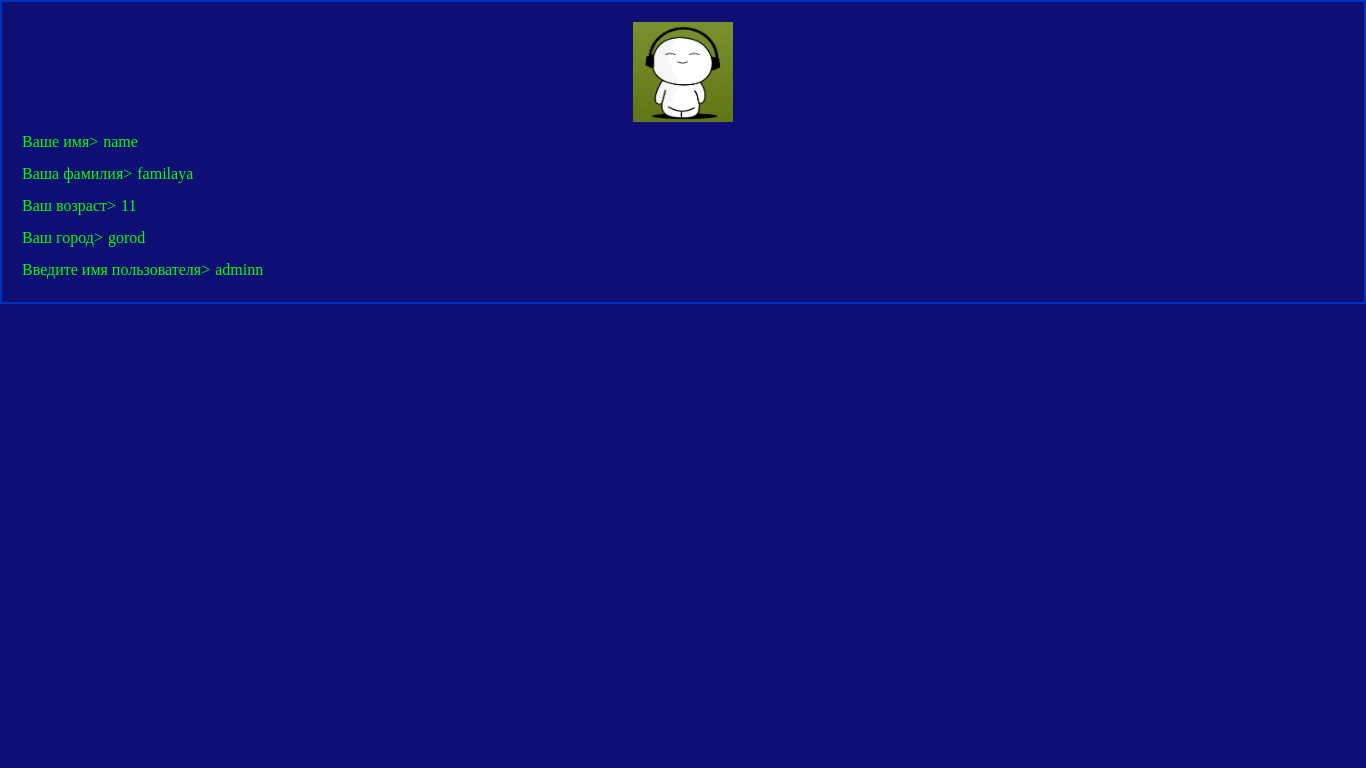 Ваше имя> name
Ваша фамилия> familaya
Ваш возраст> 11
Ваш город> gorod
Введите имя пользователя> adminn